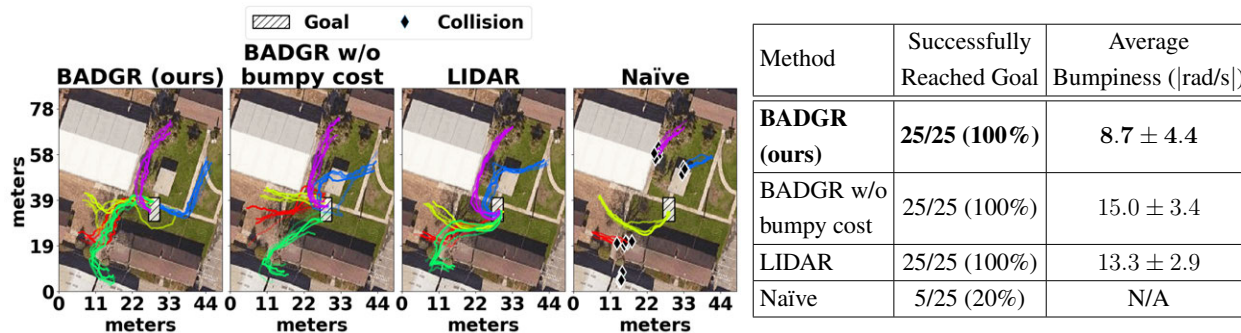 Goal Collision
BADGR (ours)
BADGR w/o
bumpy cost
LIDAR
Naïve
meters
78
58
39
19
0
0 11 22 33 44
meters
0 11 22 33 44
meters
0 11 22 33 44
meters
0 11 22 33 44
meters
Method Successfully Reached Goal Average Bumpiness (|rad/s|)
BADGR (ours) 25/25 (100%) 8.7 ± 4.4
BADGR w/o bumpy cost 25/25 (100%) 15.0 ± 3.4
LIDAR 25/25 (100%) 13.3 ± 2.9
Naïve 5/25 (20%) N/A